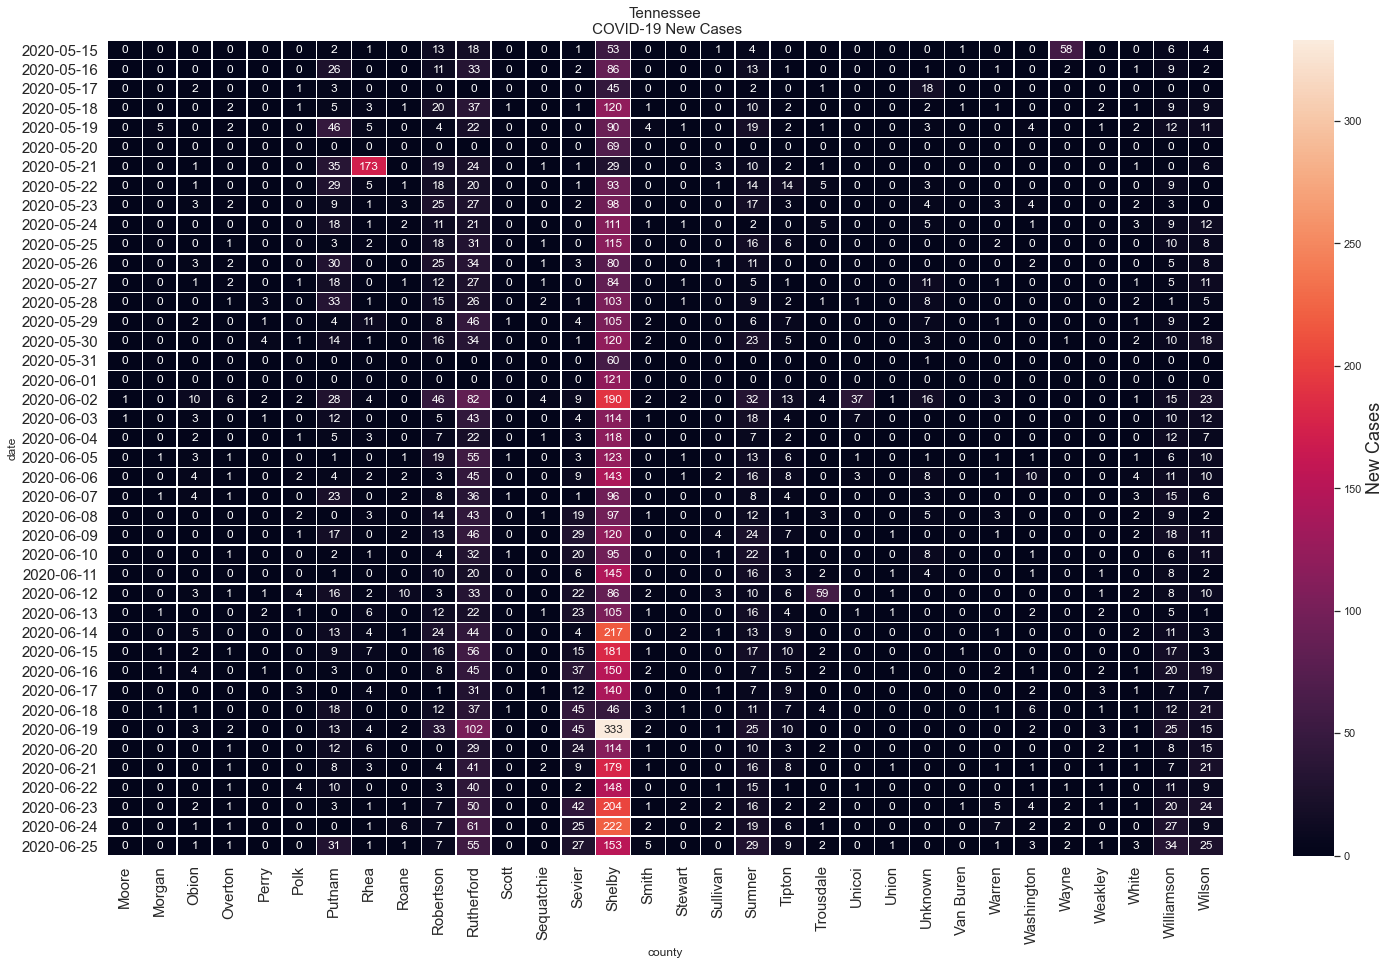 Tennessee
COVID-19 New Cases
2020-05-15 0 0 0 0 0 0 2 1 0 13 18 0 0 1 53 0 0 1 4 0 0 0 0 0 1 0 0 58 0 0 6 4
2020-05-16 0 0 0 0 0 0 26 0 0 11 33 0 0 2 86 0 0 0 13 1 0 0 0 1 0 1 0 2 0 1 9 2
2020-05-17 0 0 2 0 0 1 3 0 0 0 0 0 0 0 45 0 0 0 2 0 1 0 0 18 0 0 0 0 0 0 0 0
2020-05-18 0 0 0 2 0 1 5 3 1 20 37 1 0 1 120 1 0 0 10 2 0 0 0 2 1 1 0 0 2 1 9 9
2020-05-19 0 5 0 2 0 0 46 5 0 4 22 0 0 0 90 4 1 0 19 2 1 0 0 3 0 0 4 0 1 2 12 11
2020-05-20 0 0 0 0 0 0 0 0 0 0 0 0 0 0 69 0 0 0 0 0 0 0 0 0 0 0 0 0 0 0 0 0
2020-05-21 0 0 1 0 0 0 35 173 0 19 24 0 1 1 29 0 0 3 10 2 1 0 0 0 0 0 0 0 0 1 0 6
2020-05-22 0 0 1 0 0 0 29 5 1 18 20 0 0 1 93 0 0 1 14 14 5 0 0 3 0 0 0 0 0 0 9 0
2020-05-23 0 0 3 2 0 0 9 1 3 25 27 0 0 2 98 0 0 0 17 3 0 0 0 4 0 3 4 0 0 2 3 0
2020-05-24 0 0 0 0 0 0 18 1 2 11 21 0 0 0 111 1 1 0 2 0 5 0 0 5 0 0 1 0 0 3 9 12
2020-05-25 0 0 0 1 0 0 3 2 0 18 31 0 1 0 115 0 0 0 16 6 0 0 0 0 0 2 0 0 0 0 10 8
2020-05-26 0 0 3 2 0 0 30 0 0 25 34 0 1 3 80 0 0 1 11 0 0 0 0 0 0 0 2 0 0 0 5 8
2020-05-27 0 0 1 2 0 1 18 0 1 12 27 0 1 0 84 0 1 0 5 1 0 0 0 11 0 1 0 0 0 1 5 11
2020-05-28 0 0 0 1 3 0 33 1 0 15 26 0 2 1 103 0 1 0 9 2 1 1 0 8 0 0 0 0 0 2 1 5
2020-05-29 0 0 2 0 1 0 4 11 0 8 46 1 0 4 105 2 0 0 6 7 0 0 0 7 0 1 0 0 0 1 9 2
2020-05-30 0 0 0 0 4 1 14 1 0 16 34 0 0 1 120 2 0 0 23 5 0 0 0 3 0 0 0 1 0 2 10 18
2020-05-31 0 0 0 0 0 0 0 0 0 0 0 0 0 0 60 0 0 0 0 0 0 0 0 1 0 0 0 0 0 0 0 0
2020-06-01 0 0 0 0 0 0 0 0 0 0 0 0 0 0 121 0 0 0 0 0 0 0 0 0 0 0 0 0 0 0 0 0
2020-06-02 1 0 10 6 2 2 28 4 0 46 82 0 4 9 190 2 2 0 32 13 4 37 1 16 0 3 0 0 0 1 15 23
2020-06-03 1 0 3 0 1 0 12 0 0 5 43 0 0 4 114 1 0 0 18 4 0 7 0 0 0 0 0 0 0 0 10 12
2020-06-04 0 0 2 0 0 1 5 3 0 7 22 0 1 3 118 0 0 0 7 2 0 0 0 0 0 0 0 0 0 0 12 7
2020-06-05 0 1 3 1 0 0 1 0 1 19 55 1 0 3 123 0 1 0 13 6 0 1 0 1 0 1 1 0 0 1 6 10
2020-06-06 0 0 4 1 0 2 4 2 2 3 45 0 0 9 143 0 0 2 16 8 0 3 0 8 0 1 10 0 0 4 11 10
2020-06-07 0 1 4 1 0 0 23 0 2 8 36 1 0 1 96 0 0 0 8 4 0 0 0 3 0 0 0 0 0 3 15 6
2020-06-08 0 0 0 0 0 2 0 3 0 14 43 0 1 19 97 1 0 0 12 1 3 0 0 5 0 3 0 0 0 2 9 2
2020-06-09 0 0 0 0 0 1 17 0 2 13 46 0 0 29 120 0 0 4 24 7 0 0 1 0 0 1 0 0 0 2 18 11
2020-06-10 0 0 0 1 0 0 2 1 0 4 32 1 0 20 95 0 0 1 22 1 0 0 0 8 0 0 1 0 0 0 6 11
2020-06-11 0 0 0 0 0 0 1 0 0 10 20 0 0 6 145 0 0 0 16 3 2 0 1 4 0 0 1 0 1 0 8 2
2020-06-12 0 0 3 1 1 4 16 2 10 3 33 0 0 22 86 2 0 3 10 6 59 0 1 0 0 0 0 0 1 2 8 10
2020-06-13 0 1 0 0 2 1 0 6 0 12 22 0 1 23 105 1 0 0 16 4 0 1 1 0 0 0 2 0 2 0 5 1
2020-06-14 0 0 5 0 0 0 13 4 1 24 44 0 0 4 217 0 2 1 13 9 0 0 0 0 0 1 0 0 0 2 11 3
2020-06-15 0 1 2 1 0 0 9 7 0 16 56 0 0 15 181 1 0 0 17 10 2 0 0 0 1 0 0 0 0 0 17 3
2020-06-16 0 1 4 0 1 0 3 0 0 8 45 0 0 37 150 2 0 0 7 5 2 0 1 0 0 2 1 0 2 1 20 19
2020-06-17 0 0 0 0 0 3 0 4 0 1 31 0 1 12 140 0 0 1 7 9 0 0 0 0 0 0 2 0 3 1 7 7
2020-06-18 0 1 1 0 0 0 18 0 0 12 37 1 0 45 46 3 1 0 11 7 4 0 0 0 0 1 6 0 1 1 12 21
2020-06-19 0 0 3 2 0 0 13 4 2 33 102 0 0 45 333 2 0 1 25 10 0 0 0 0 0 0 2 0 3 1 25 15
2020-06-20 0 0 0 1 0 0 12 6 0 0 29 0 0 24 114 1 0 0 10 3 2 0 0 0 0 0 0 0 2 1 8 15
2020-06-21 0 0 0 1 0 0 8 3 0 4 41 0 2 9 179 1 0 0 16 8 0 0 1 0 0 1 1 0 1 1 7 21
2020-06-22 0 0 0 1 0 4 10 0 0 3 40 0 0 2 148 0 0 1 15 1 0 1 0 0 0 0 1 1 1 0 11 9
2020-06-23 0 0 2 1 0 0 3 1 1 7 50 0 0 42 204 1 2 2 16 2 2 0 0 0 1 5 4 2 1 1 20 24
2020-06-24 0 0 1 1 0 0 0 1 6 7 61 0 0 25 222 2 0 2 19 6 1 0 0 0 0 7 2 2 0 0 27 9
2020-06-25 0 0 1 1 0 0 31 1 1 7 55 0 0 27 153 5 0 0 29 9 2 0 1 0 0 1 3 2 1 3 34 25
Moore Morgan Obion Overton Perry Polk Putnam Rhea Roane Robertson Rutherford Scott Sequatchie Sevier Shelby Smith Stewart Sullivan Sumner Tipton Trousdale Unicoi Union Unknown Van Buren Warren Washington Wayne Weakley White Williamson Wilson
county
date
300
250
200
150
100
50
0
New Cases